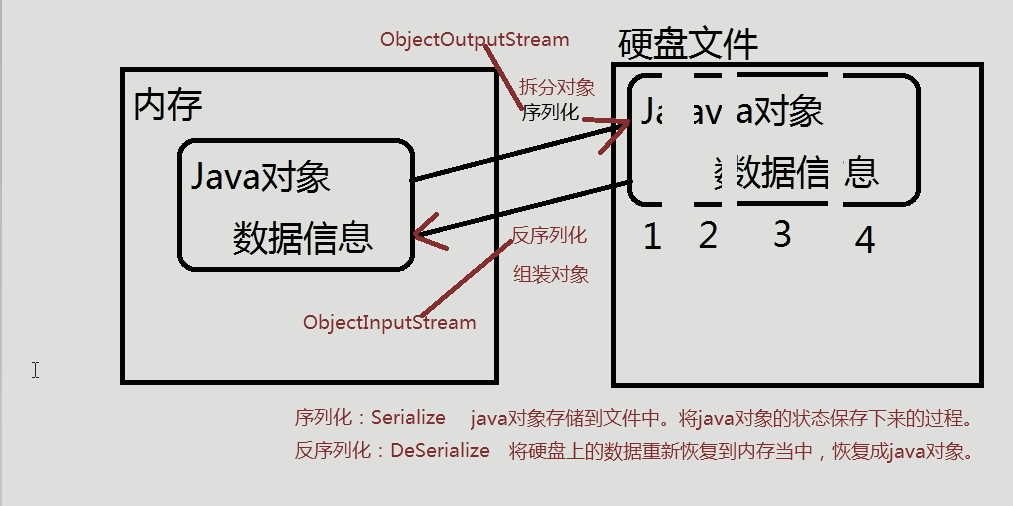 ObjectOutputStream
硬盘文件
内存
拆分对象
序列化
Ja av a对象
数据信息
1 2 3 4
Java对象
数据信息
反序列化
组装对象
ObjectInputStream
序列化：Serialize java对象存储到文件中。将java对象的状态保存下来的过程。
反序列化：DeSerialize 将硬盘上的数据重新恢复到内存当中，恢复成java对象。